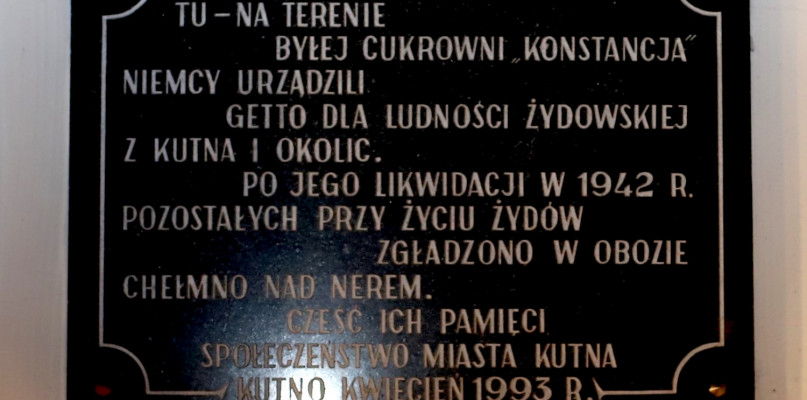 TU – NA TERENIE
BYŁEJ CUKROWNI „KONSTANCJA”
NIEMCY URZĄDZILI
GETTO DLA LUDNOŚCI ŻYDOWSKIEJ
Z KUTNA I OKOLIC.
PO JEGO LIKWIDACJI W 1942 R.
POZOSTAŁYCH PRZY ŻYCIU ŻYDÓW
ZGŁADZONO W OBOZIE
CHEŁMNO NAD NEREM.
CZEŚĆ ICH PAMIĘCI
SPOŁECZEŃSTWO MIASTA KUTNA
KUTNO KWIECIEŃ 1993 R.